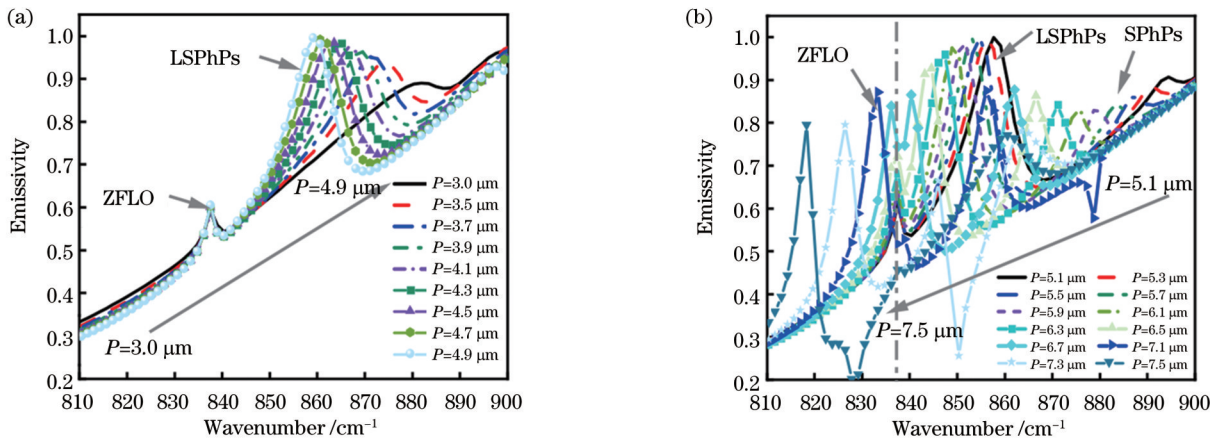 (a)
1.0
0.9
0.8
0.7
0.6
0.5
0.4
0.3
Emissivity
LSPhPs
ZFLO
P=4.9 μm
P=3.0 μm
P=3.0 μm
P=3.5 μm
P=3.7 μm
P=3.9 μm
P=4.1 μm
P=4.3 μm
P=4.5 μm
P=4.7 μm
P=4.9 μm
810 820 830 840 850 860 870 880 890 900
Wavenumber /cm⁻¹
(b)
1.0
0.9
0.8
0.7
0.6
0.5
0.4
0.3
0.2
Emissivity
ZFLO
LSPhPs
SPhPs
P=5.1 μm
P=7.5 μm
P=5.1 μm P=5.3 μm
P=5.5 μm P=5.7 μm
P=5.9 μm P=6.1 μm
P=6.3 μm P=6.5 μm
P=6.7 μm P=7.1 μm
P=7.3 μm P=7.5 μm
810 820 830 840 850 860 870 880 890 900
Wavenumber /cm⁻¹